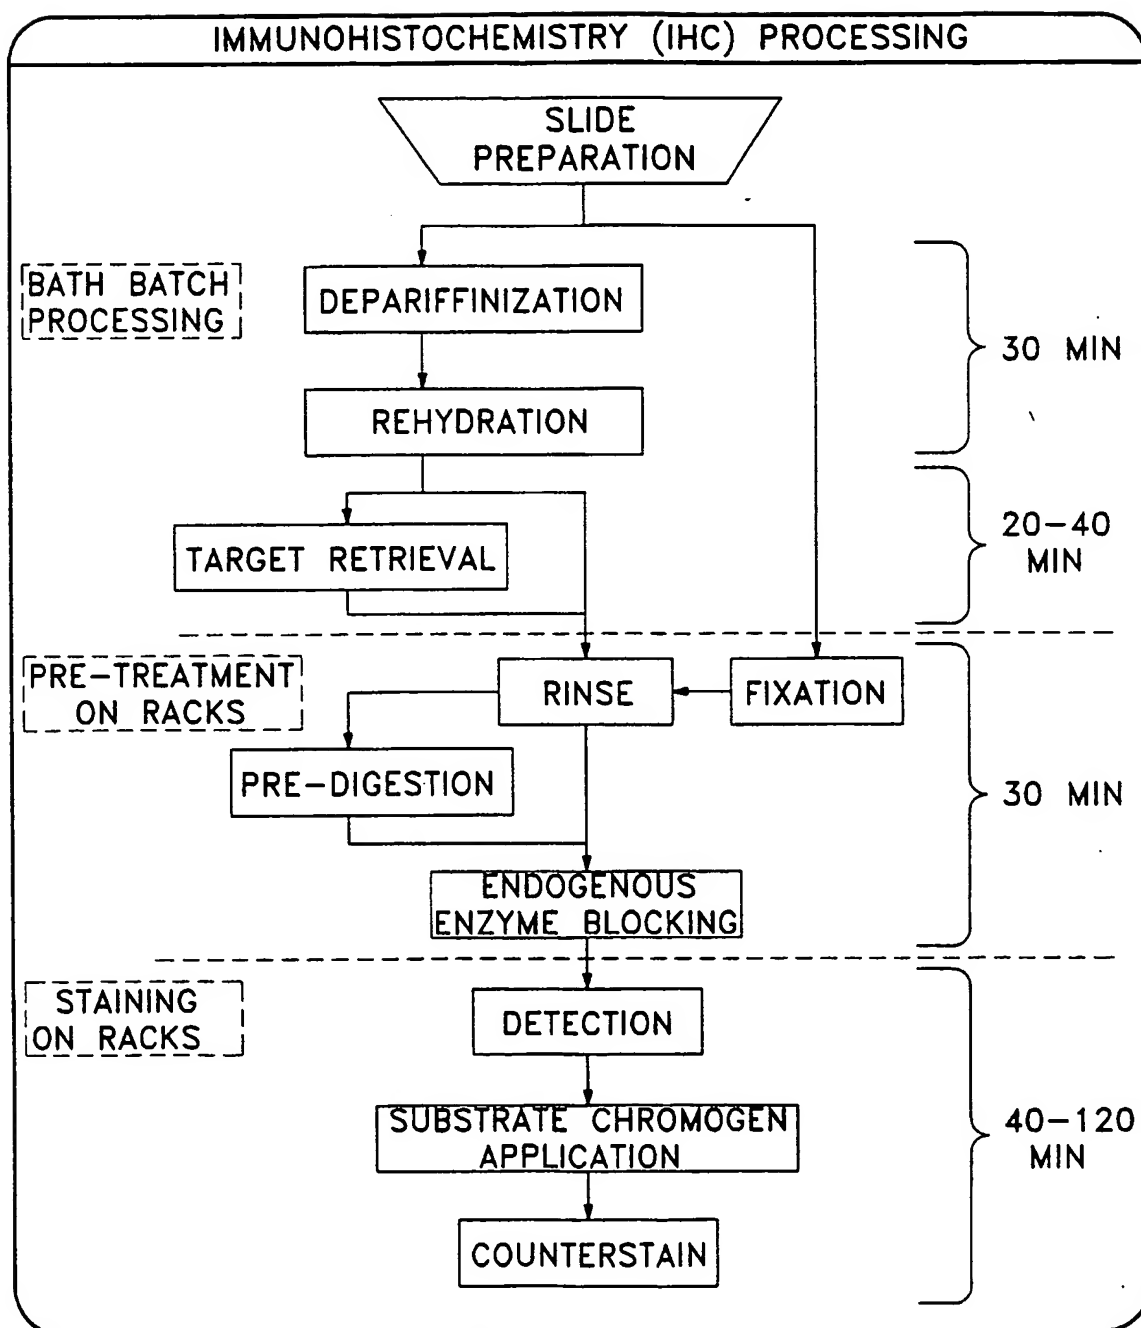 IMMUNOHISTOCHEMISTRY (IHC) PROCESSING
SLIDE
PREPARATION
BATH BATCH
PROCESSING
DEPARIFFINIZATION
30 MIN
REHYDRATION
TARGET RETRIEVAL
20-40
MIN
PRE-TREATMENT
ON RACKS
RINSE
FIXATION
PRE-DIGESTION
30 MIN
ENDOGENOUS
ENZYME BLOCKING
STAINING
ON RACKS
DETECTION
SUBSTRATE CHROMOGEN
APPLICATION
40-120
MIN
COUNTERSTAIN